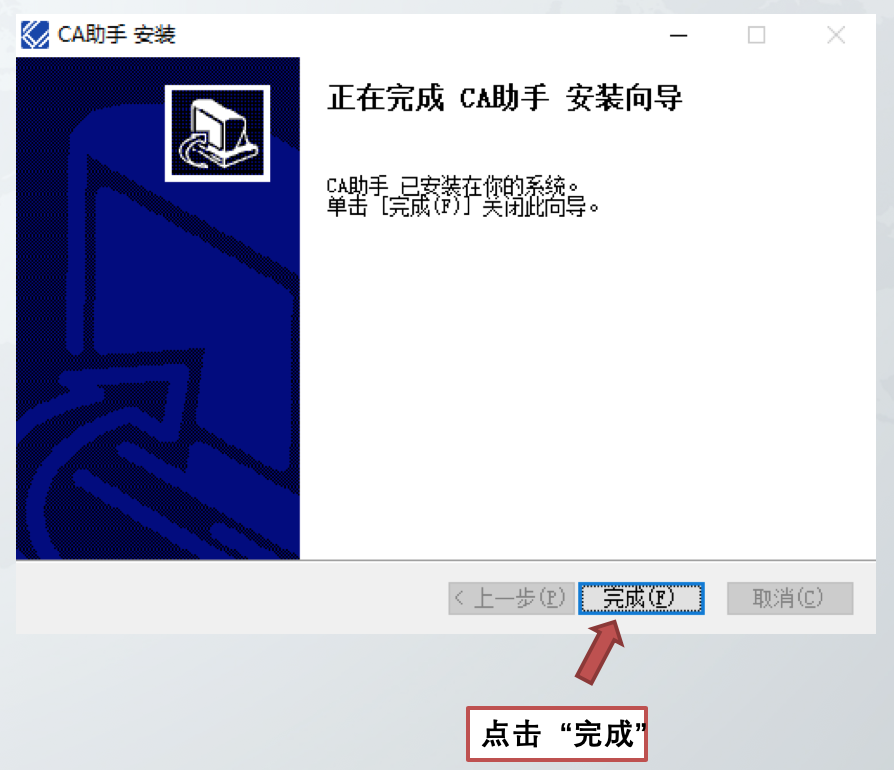 CA助手 安装
正在完成 CA助手 安装向导
CA助手 已安装在你的系统。
单击 [完成(F)] 关闭此向导。
< 上一步(P)
完成(F)
取消(C)
点击“完成”